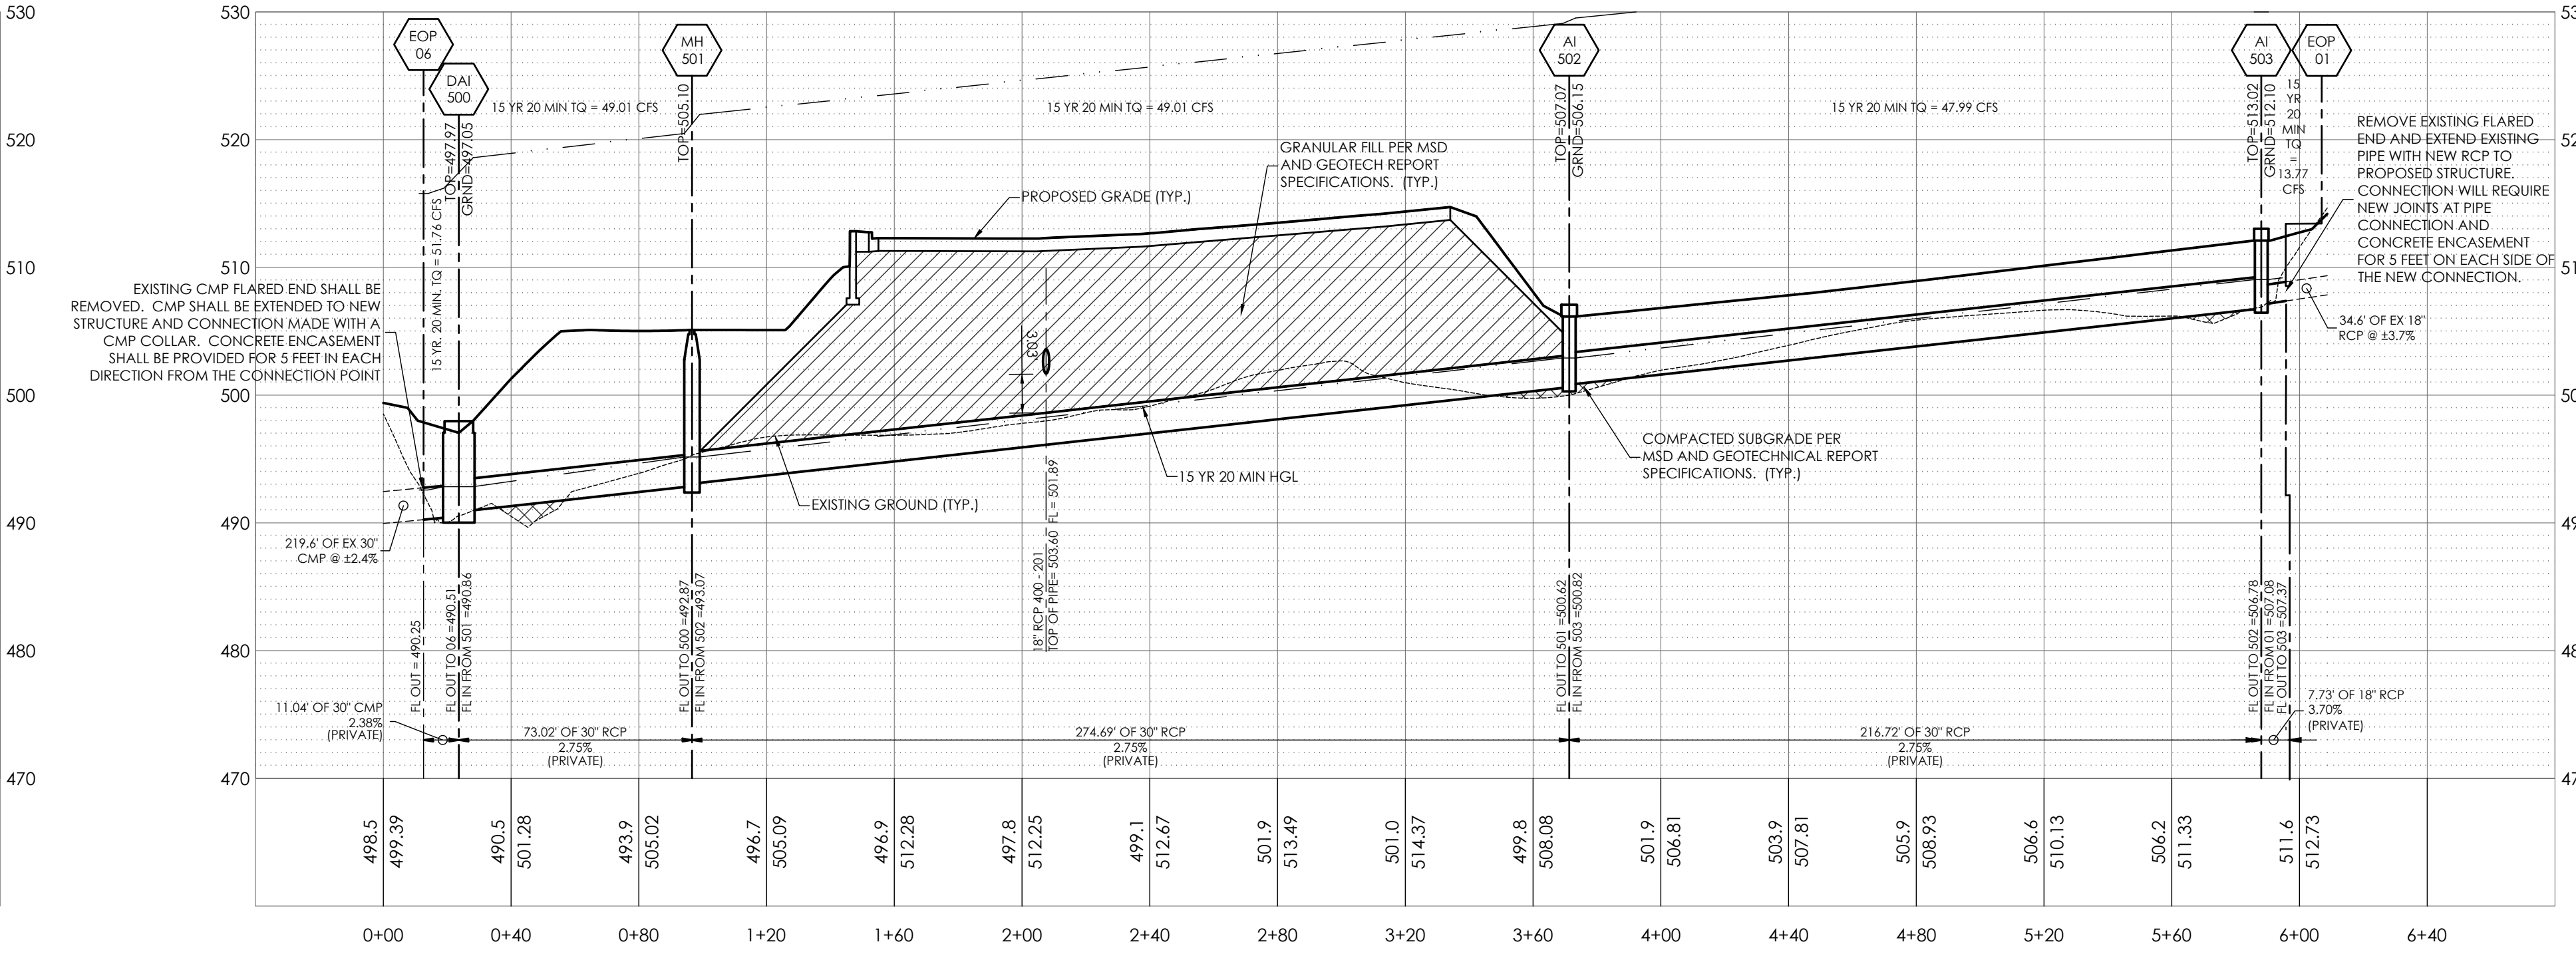 530
520
510
500
490
480
470
530
520
510
500
490
480
470
EOP
06
DAI
500
MH
501
AI
502
AI
503
EOP
01
TOP=497.97
GRND=497.05
TOP=505.10
TOP=507.07
GRND=506.15
TOP=513.02
GRND=512.10
15 YR. 20 MIN. TQ = 51.76 CFS
15 YR 20 MIN TQ = 49.01 CFS
15 YR 20 MIN TQ = 49.01 CFS
15 YR 20 MIN TQ = 47.99 CFS
15
YR
20
MIN
TQ
=
13.77
CFS
EXISTING CMP FLARED END SHALL BE
REMOVED. CMP SHALL BE EXTENDED TO NEW
STRUCTURE AND CONNECTION MADE WITH A
CMP COLLAR. CONCRETE ENCASEMENT
SHALL BE PROVIDED FOR 5 FEET IN EACH
DIRECTION FROM THE CONNECTION POINT
PROPOSED GRADE (TYP.)
GRANULAR FILL PER MSD
AND GEOTECH REPORT
SPECIFICATIONS. (TYP.)
REMOVE EXISTING FLARED
END AND EXTEND EXISTING
PIPE WITH NEW RCP TO
PROPOSED STRUCTURE.
CONNECTION WILL REQUIRE
NEW JOINTS AT PIPE
CONNECTION AND
CONCRETE ENCASEMENT
FOR 5 FEET ON EACH SIDE OF
THE NEW CONNECTION.
34.6' OF EX 18"
RCP @ ±3.7%
3.03
COMPACTED SUBGRADE PER
MSD AND GEOTECHNICAL REPORT
SPECIFICATIONS. (TYP.)
15 YR 20 MIN HGL
EXISTING GROUND (TYP.)
219.6' OF EX 30"
CMP @ ±2.4%
18" RCP 400 - 201
TOP OF PIPE= 503.60 FL = 501.89
FL OUT = 490.25
FL OUT TO 06 =490.51
FL IN FROM 501 =490.86
FL OUT TO 500 =492.87
FL IN FROM 502 =493.07
FL OUT TO 501 =500.62
FL IN FROM 503 =500.82
FL OUT TO 502 =506.78
FL IN FROM 01 =507.08
FL OUT TO 503 =507.37
11.04' OF 30" CMP
2.38%
(PRIVATE)
73.02' OF 30" RCP
2.75%
(PRIVATE)
274.69' OF 30" RCP
2.75%
(PRIVATE)
216.72' OF 30" RCP
2.75%
(PRIVATE)
7.73' OF 18" RCP
3.70%
(PRIVATE)
53
52
51
50
49
48
47
498.5
499.39
490.5
501.28
493.9
505.02
496.7
505.09
496.9
512.28
497.8
512.25
499.1
512.67
501.9
513.49
501.0
514.37
499.8
508.08
501.9
506.81
503.9
507.81
505.9
508.93
506.6
510.13
506.2
511.33
511.6
512.73
0+00
0+40
0+80
1+20
1+60
2+00
2+40
2+80
3+20
3+60
4+00
4+40
4+80
5+20
5+60
6+00
6+40